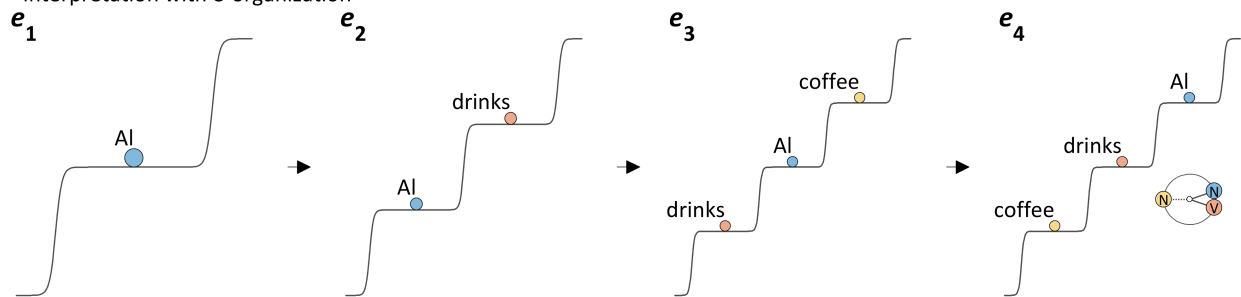 interpretation with e-organization
e1
e2
e3
e4
Al
drinks
Al
coffee
Al
drinks
Al
drinks
coffee
N
N
V